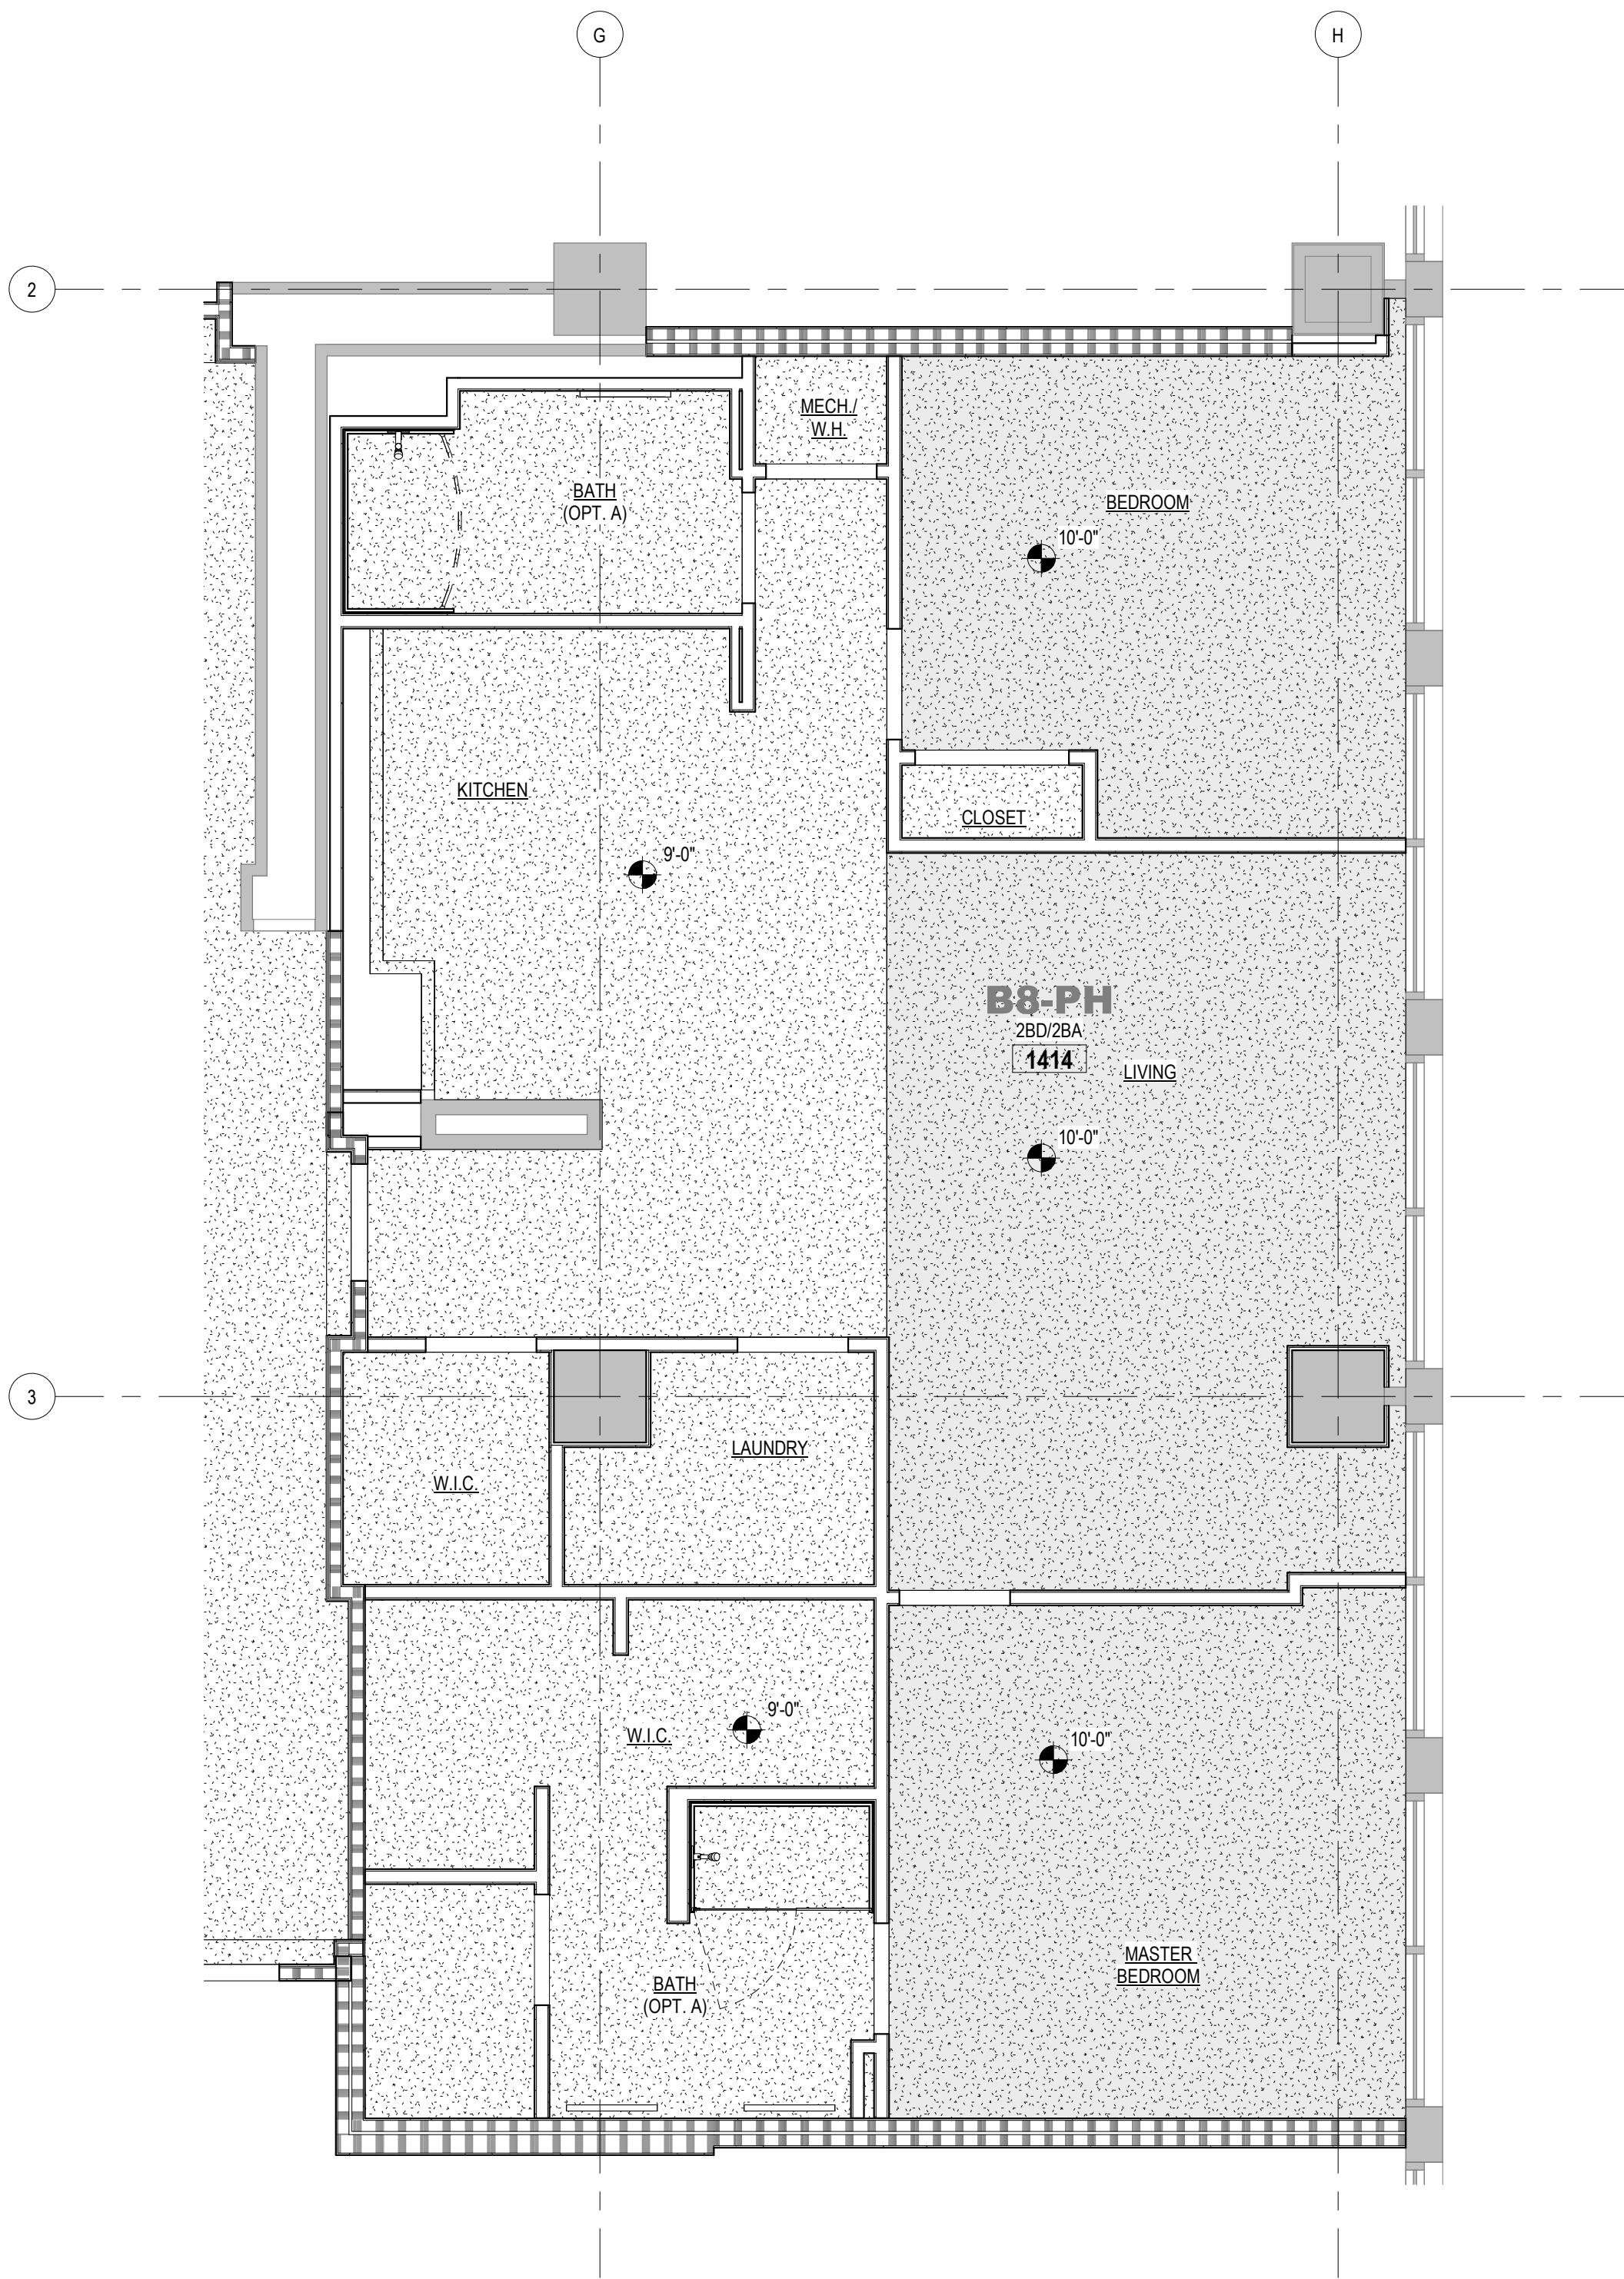 G
H
2
MECH./
W.H.
BATH
(OPT. A)
BEDROOM
10'-0"
KITCHEN
CLOSET
9'-0"
B8-PH
2BD/2BA
1414
LIVING
10'-0"
3
LAUNDRY
W.I.C.
9'-0"
W.I.C.
10'-0"
MASTER
BEDROOM
BATH
(OPT. A)